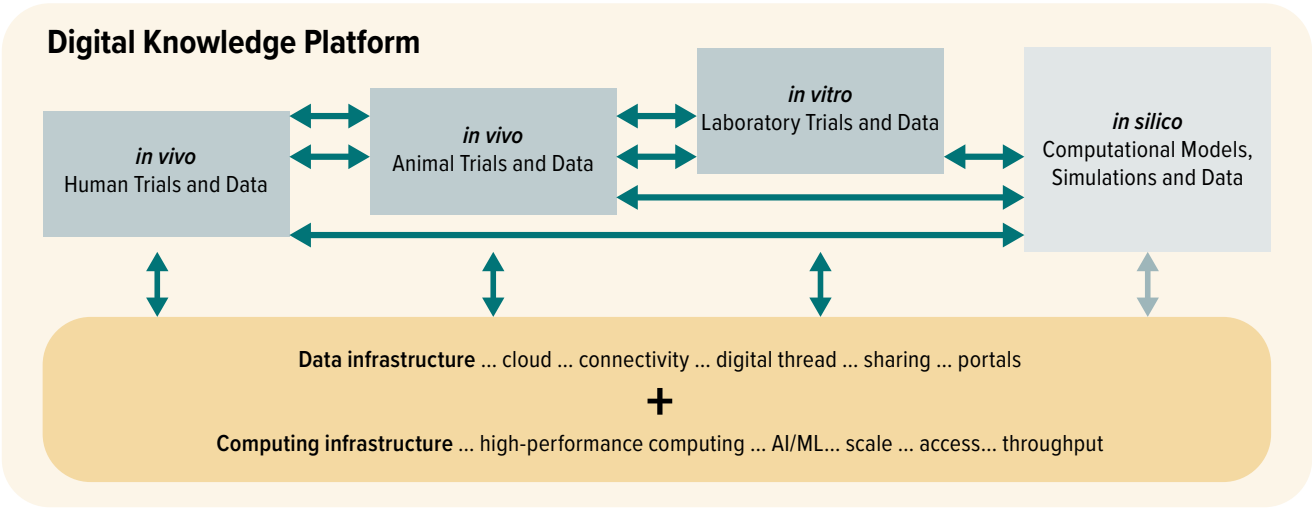 Digital Knowledge Platform
in vivo
Human Trials and Data
in vivo
Animal Trials and Data
in vitro
Laboratory Trials and Data
in silico
Computational Models,
Simulations and Data
Data infrastructure ... cloud ... connectivity ... digital thread ... sharing ... portals
+
Computing infrastructure ... high-performance computing ... AI/ML... scale ... access... throughput